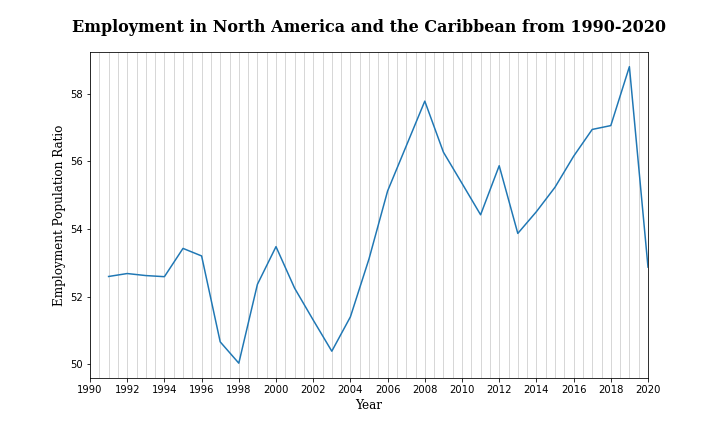 Employment in North America and the Caribbean from 1990-2020
Employment Population Ratio
58
56
54
52
50
1990 1992 1994 1996 1998 2000 2002 2004 2006 2008 2010 2012 2014 2016 2018 2020
Year